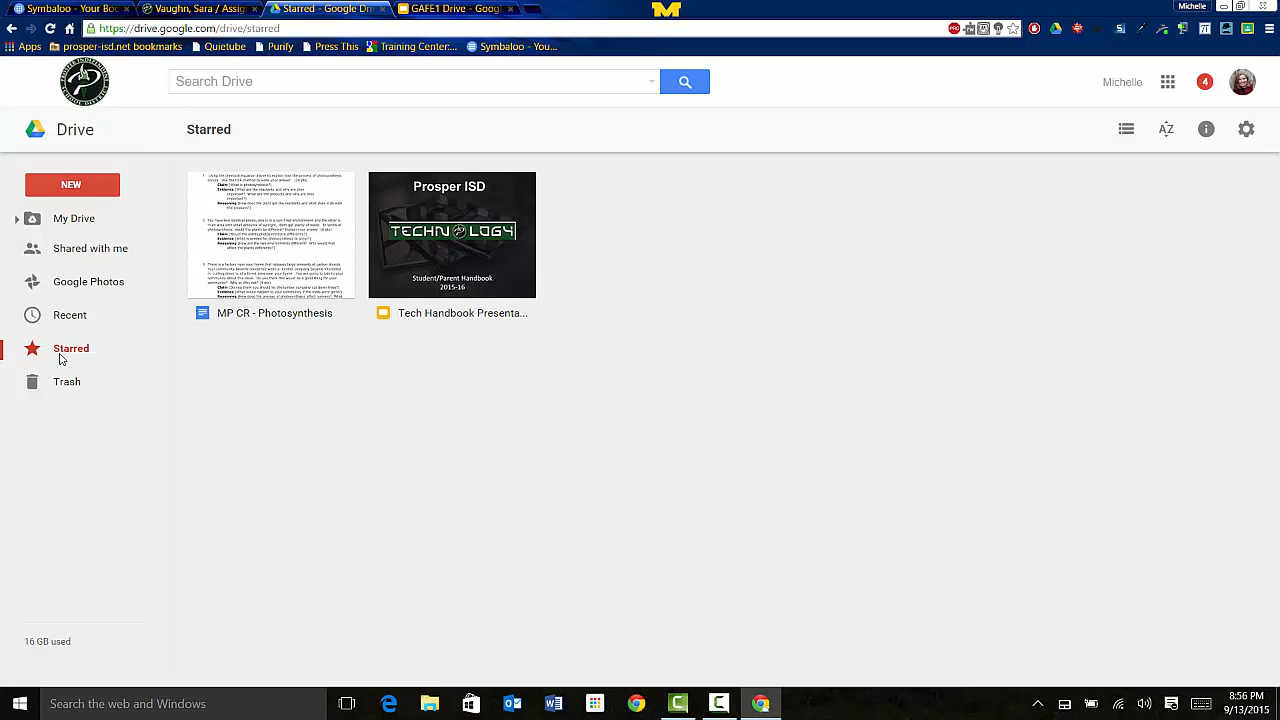 Symbaloo - Your Boo
Vaughn, Sara / Assig
Starred - Google Dri
GAFE1 Drive - Googl
Michelle
https://drive.google.com/drive/starred
Apps
prosper-isd.net bookmarks
Quietube
Purify
Press This
Training Center:...
Symbaloo - You...
Search Drive
Michelle
4
Drive
Starred
AZ
NEW
My Drive
Shared with me
Google Photos
Recent
Starred
Trash
Prosper ISD
TECHNOLOGY
Student/Parent Handbook
2015-16
MP CR - Photosynthesis
Tech Handbook Presenta...
16 GB used
Search the web and Windows
8:56 PM
9/13/2015